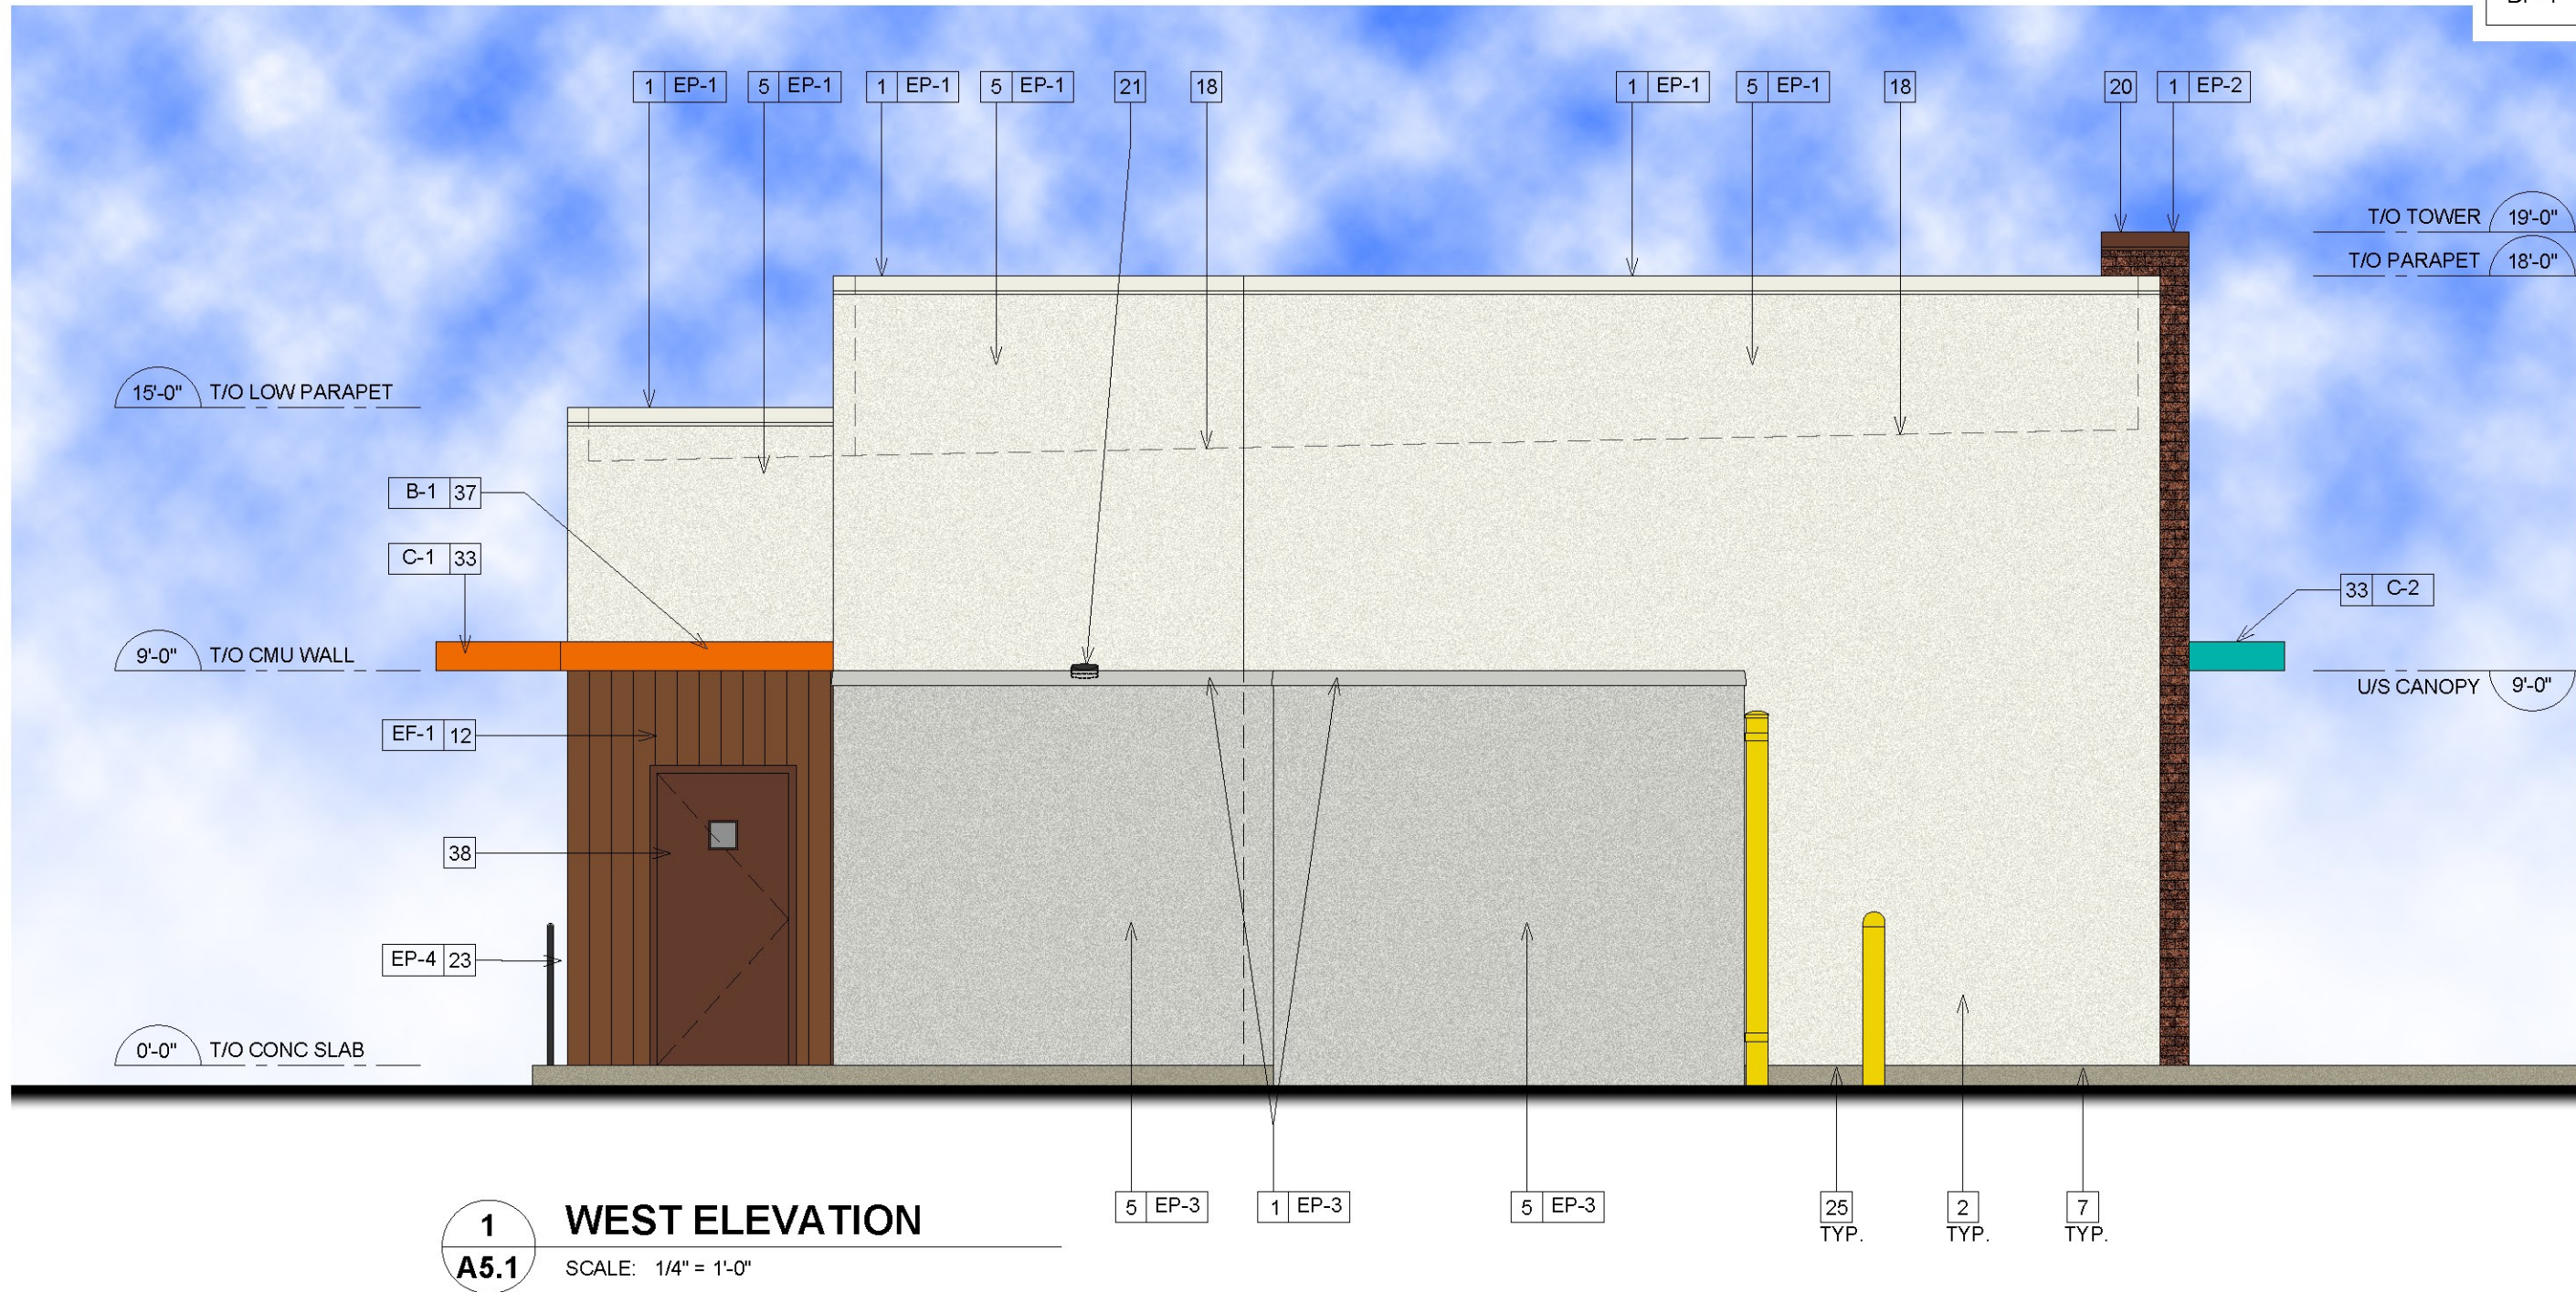 1 EP-1 5 EP-1 1 EP-1 5 EP-1 21 18 1 EP-1 5 EP-1 18 20 1 EP-2
T/O TOWER 19'-0"
T/O PARAPET 18'-0"
15'-0" T/O LOW PARAPET
B-1 37
C-1 33
33 C-2
9'-0" T/O CMU WALL
U/S CANOPY 9'-0"
EF-1 12
38
EP-4 23
0'-0" T/O CONC SLAB
5 EP-3 1 EP-3 5 EP-3 25 2 7
TYP. TYP. TYP.
1 WEST ELEVATION
A5.1 SCALE: 1/4" = 1'-0"